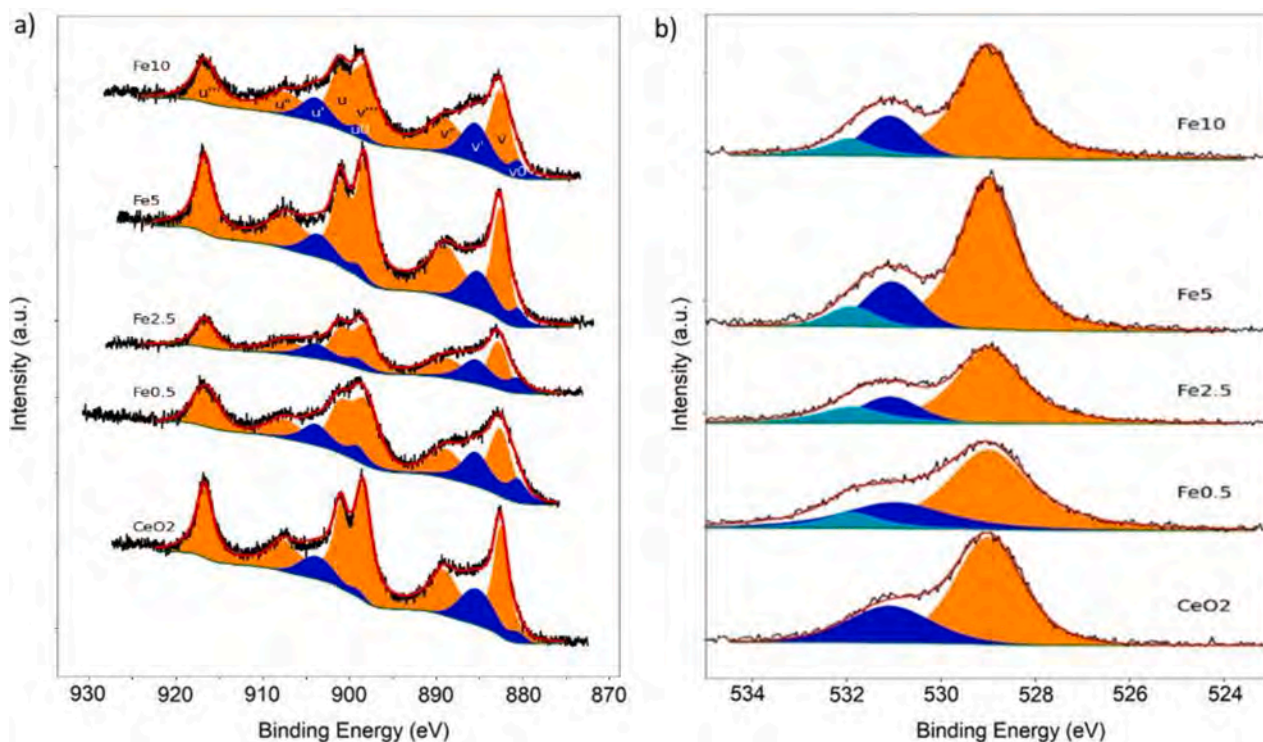 a)
Fe10
u'''
u''
u'
u
u0
v'''
v''
v'
v
v0
Fe5
Fe2.5
Fe0.5
CeO2
Intensity (a.u.)
930 920 910 900 890 880 870
Binding Energy (eV)
b)
Fe10
Fe5
Fe2.5
Fe0.5
CeO2
Intensity (a.u.)
534 532 530 528 526 524
Binding Energy (eV)